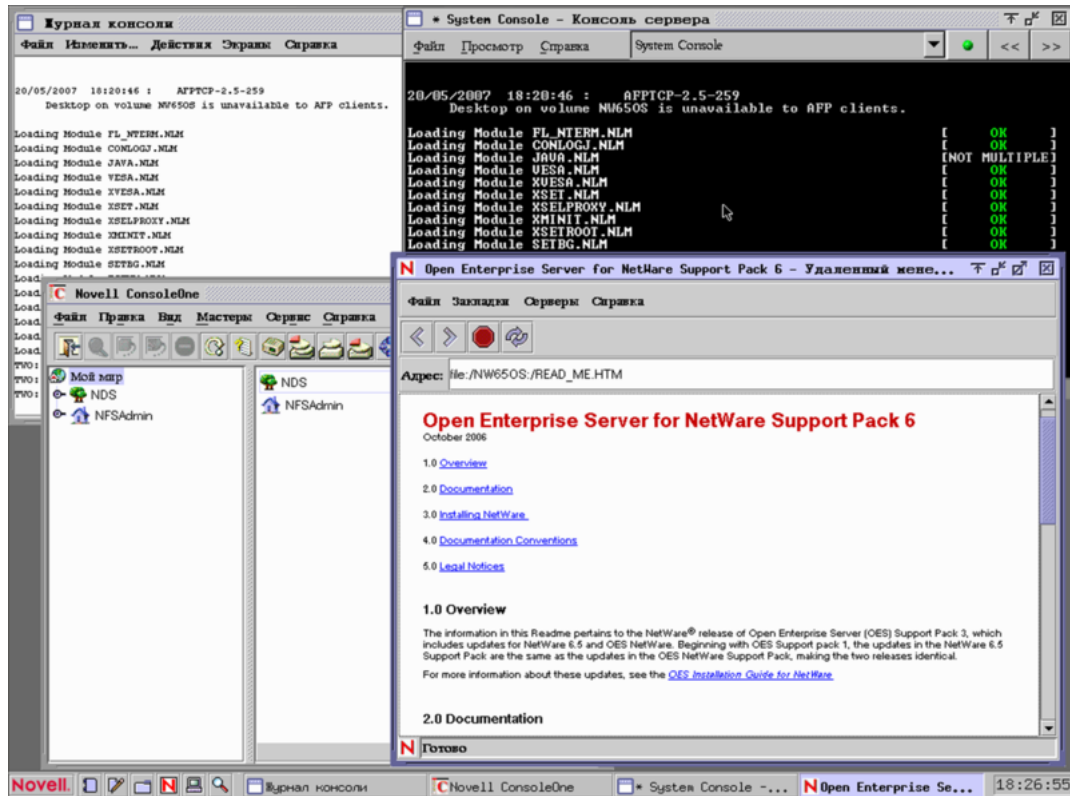 Журнал консоли
Файл Изменить... Действия Экраны Справка
20/05/2007 18:20:46 : AFPTCP-2.5-259
Desktop on volume NW65OS is unavailable to AFP clients.
Loading Module FL_NTERM.NLM
Loading Module CONLOGJ.NLM
Loading Module JAVA.NLM
Loading Module VESA.NLM
Loading Module XVESA.NLM
Loading Module XSET.NLM
Loading Module XSELPROXY.NLM
Loading Module XMINIT.NLM
Loading Module XSETROOT.NLM
Loading Module SETBG.NLM
Load
Load
Load
Load
Load
Load
TWO:
TWO:
TWO:
* System Console - Консоль сервера
Файл Просмотр Справка System Console << >>
20/05/2007 18:20:46 : AFPTCP-2.5-259
Desktop on volume NW65OS is unavailable to AFP clients.
Loading Module FL_NTERM.NLM [ OK ]
Loading Module CONLOGJ.NLM [ OK ]
Loading Module JAVA.NLM [NOT MULTIPLE]
Loading Module VESA.NLM [ OK ]
Loading Module XVESA.NLM [ OK ]
Loading Module XSET.NLM [ OK ]
Loading Module XSELPROXY.NLM [ OK ]
Loading Module XMINIT.NLM [ OK ]
Loading Module XSETROOT.NLM [ OK ]
Loading Module SETBG.NLM [ OK ]
Novell ConsoleOne
Файл Правка Вид Мастеры Сервис Справка
Мой мир
NDS
NFSAdmin
NDS
NFSAdmin
Open Enterprise Server for NetWare Support Pack 6 - Удаленный мене...
Файл Закладки Серверы Справка
Адрес: file:/NW65OS:/READ_ME.HTM
Open Enterprise Server for NetWare Support Pack 6
October 2006
1.0 Overview
2.0 Documentation
3.0 Installing NetWare
4.0 Documentation Conventions
5.0 Legal Notices
1.0 Overview
The information in this Readme pertains to the NetWare® release of Open Enterprise Server (OES) Support Pack 3, which
includes updates for NetWare 6.5 and OES NetWare. Beginning with OES Support pack 1, the updates in the NetWare 6.5
Support Pack are the same as the updates in the OES NetWare Support Pack, making the two releases identical.
For more information about these updates, see the OES Installation Guide for NetWare
2.0 Documentation
Готово
Novell. Журнал консоли Novell ConsoleOne * System Console -... Open Enterprise Se... 18:26:55